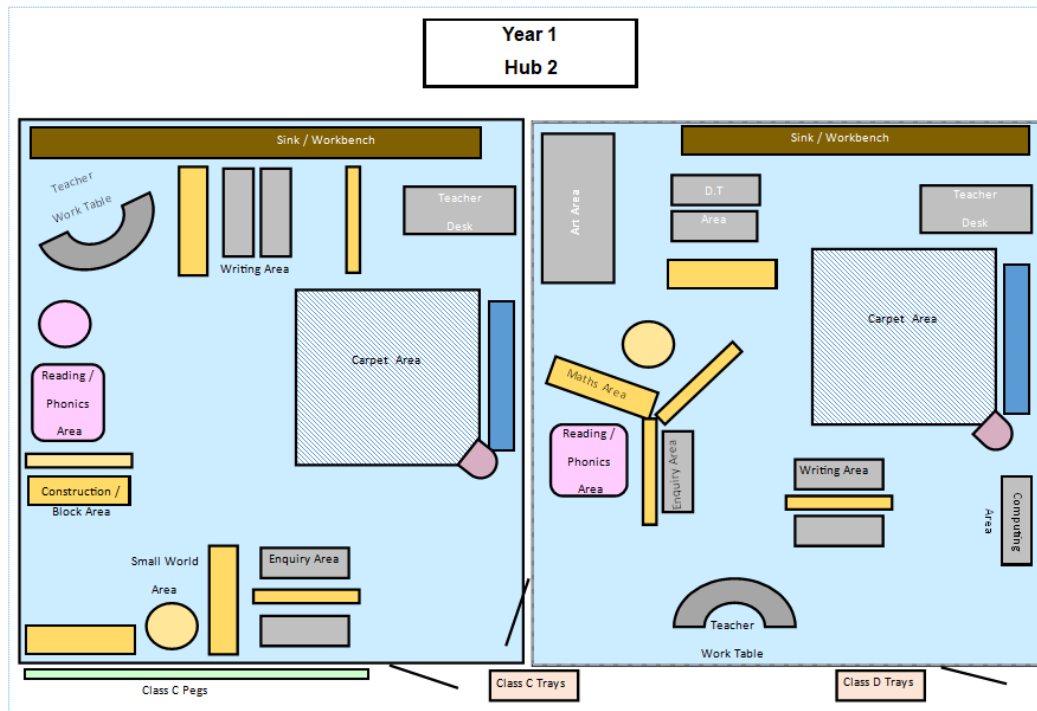 Year 1
Hub 2
Sink / Workbench
Teacher
Work Table
Teacher
Desk
Writing Area
Carpet Area
Reading /
Phonics
Area
Construction /
Block Area
Small World
Area
Enquiry Area
Class C Pegs
Class C Trays
Sink / Workbench
Art Area
D.T
Area
Teacher
Desk
Carpet Area
Maths Area
Reading /
Phonics
Area
Enquiry Area
Writing Area
Computing
Area
Teacher
Work Table
Class D Trays